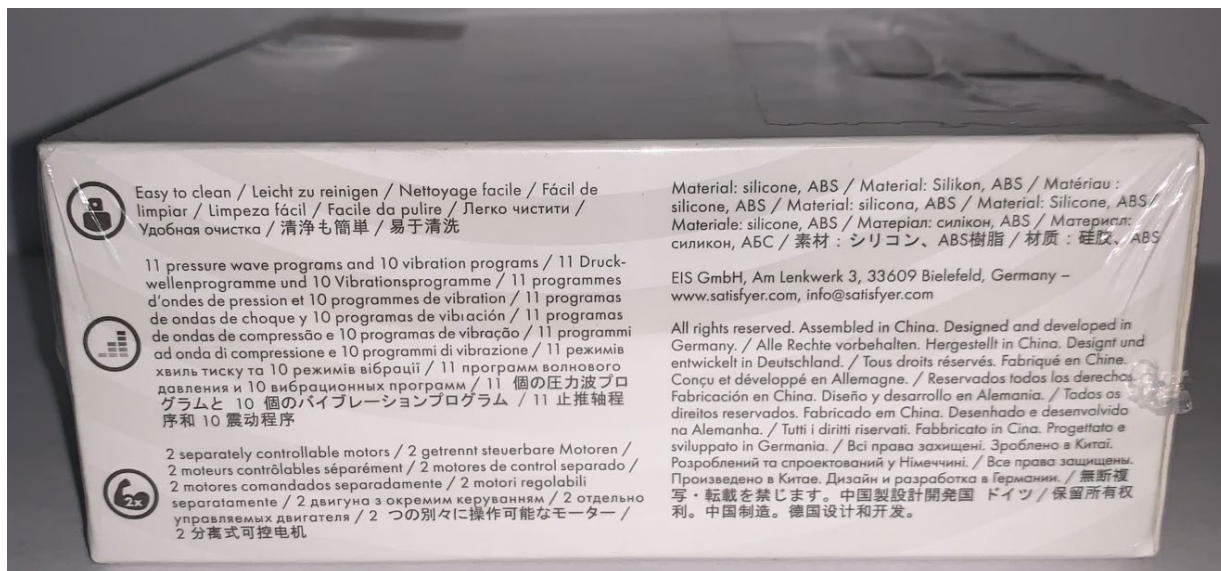 Easy to clean / Leicht zu reinigen / Nettoyage facile / Fácil de
limpiar / Limpeza fácil / Facile da pulire / Легко чистити /
Удобная очистка / 清浄も簡単 / 易于清洗
11 pressure wave programs and 10 vibration programs / 11 Druck-
wellenprogramme und 10 Vibrationsprogramme / 11 programmes
d'ondes de pression et 10 programmes de vibration / 11 programas
de ondas de choque y 10 programas de vibración / 11 programas
de ondas de compressão e 10 programas de vibração / 11 programmi
ad onda di compressione e 10 programmi di vibrazione / 11 режимів
хвиль тиску та 10 режимів вібрації / 11 программ волнового
давления и 10 вибрационных программ / 11 個の圧力波プロ
グラムと 10 個のバイブレーションプログラム / 11 止推轴程
序和 10 震动程序
2x
2 separately controllable motors / 2 getrennt steuerbare Motoren /
2 moteurs contrôlables séparément / 2 motores de control separado /
2 motores comandados separadamente / 2 motori regolabili
separatamente / 2 двигуна з окремим керуванням / 2 отдельно
управляемых двигателя / 2 つの別々に操作可能なモーター /
2 分离式可控电机
Material: silicone, ABS / Material: Silikon, ABS / Matériau :
silicone, ABS / Material: silicona, ABS / Material: Silicone, ABS/
Materiale: silicone, ABS / Матеріал: силікон, ABS / Материал:
силикон, АБС / 素材：シリコン、ABS樹脂 / 材质：硅胶、ABS
EIS GmbH, Am Lenkwerk 3, 33609 Bielefeld, Germany –
www.satisfyer.com, info@satisfyer.com
All rights reserved. Assembled in China. Designed and developed in
Germany. / Alle Rechte vorbehalten. Hergestellt in China. Designt und
entwickelt in Deutschland. / Tous droits réservés. Fabriqué en Chine.
Conçu et développé en Allemagne. / Reservados todos los derechos.
Fabricación en China. Diseño y desarrollo en Alemania. / Todos os
direitos reservados. Fabricado em China. Desenhado e desenvolvido
na Alemanha. / Tutti i diritti riservati. Fabbricato in Cina. Progettato e
sviluppato in Germania. / Всі права захищені. Зроблено в Китаї.
Розроблений та спроектований у Німеччині. / Все права защищены.
Произведено в Китае. Дизайн и разработка в Германии. / 無断複
写・転載を禁じます。中国製設計開発国 ドイツ / 保留所有权
利。中国制造。德国设计和开发。